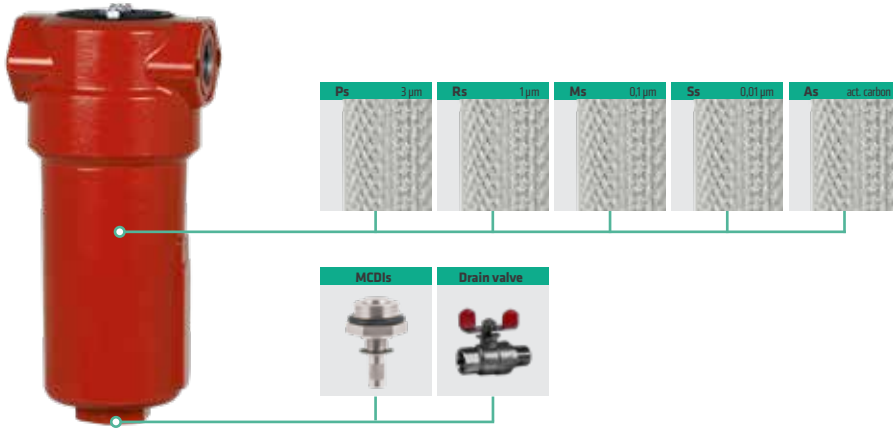 Ps 3 µm
Rs 1 µm
Ms 0,1 µm
Ss 0,01 µm
As act. carbon
MCDIs
Drain valve